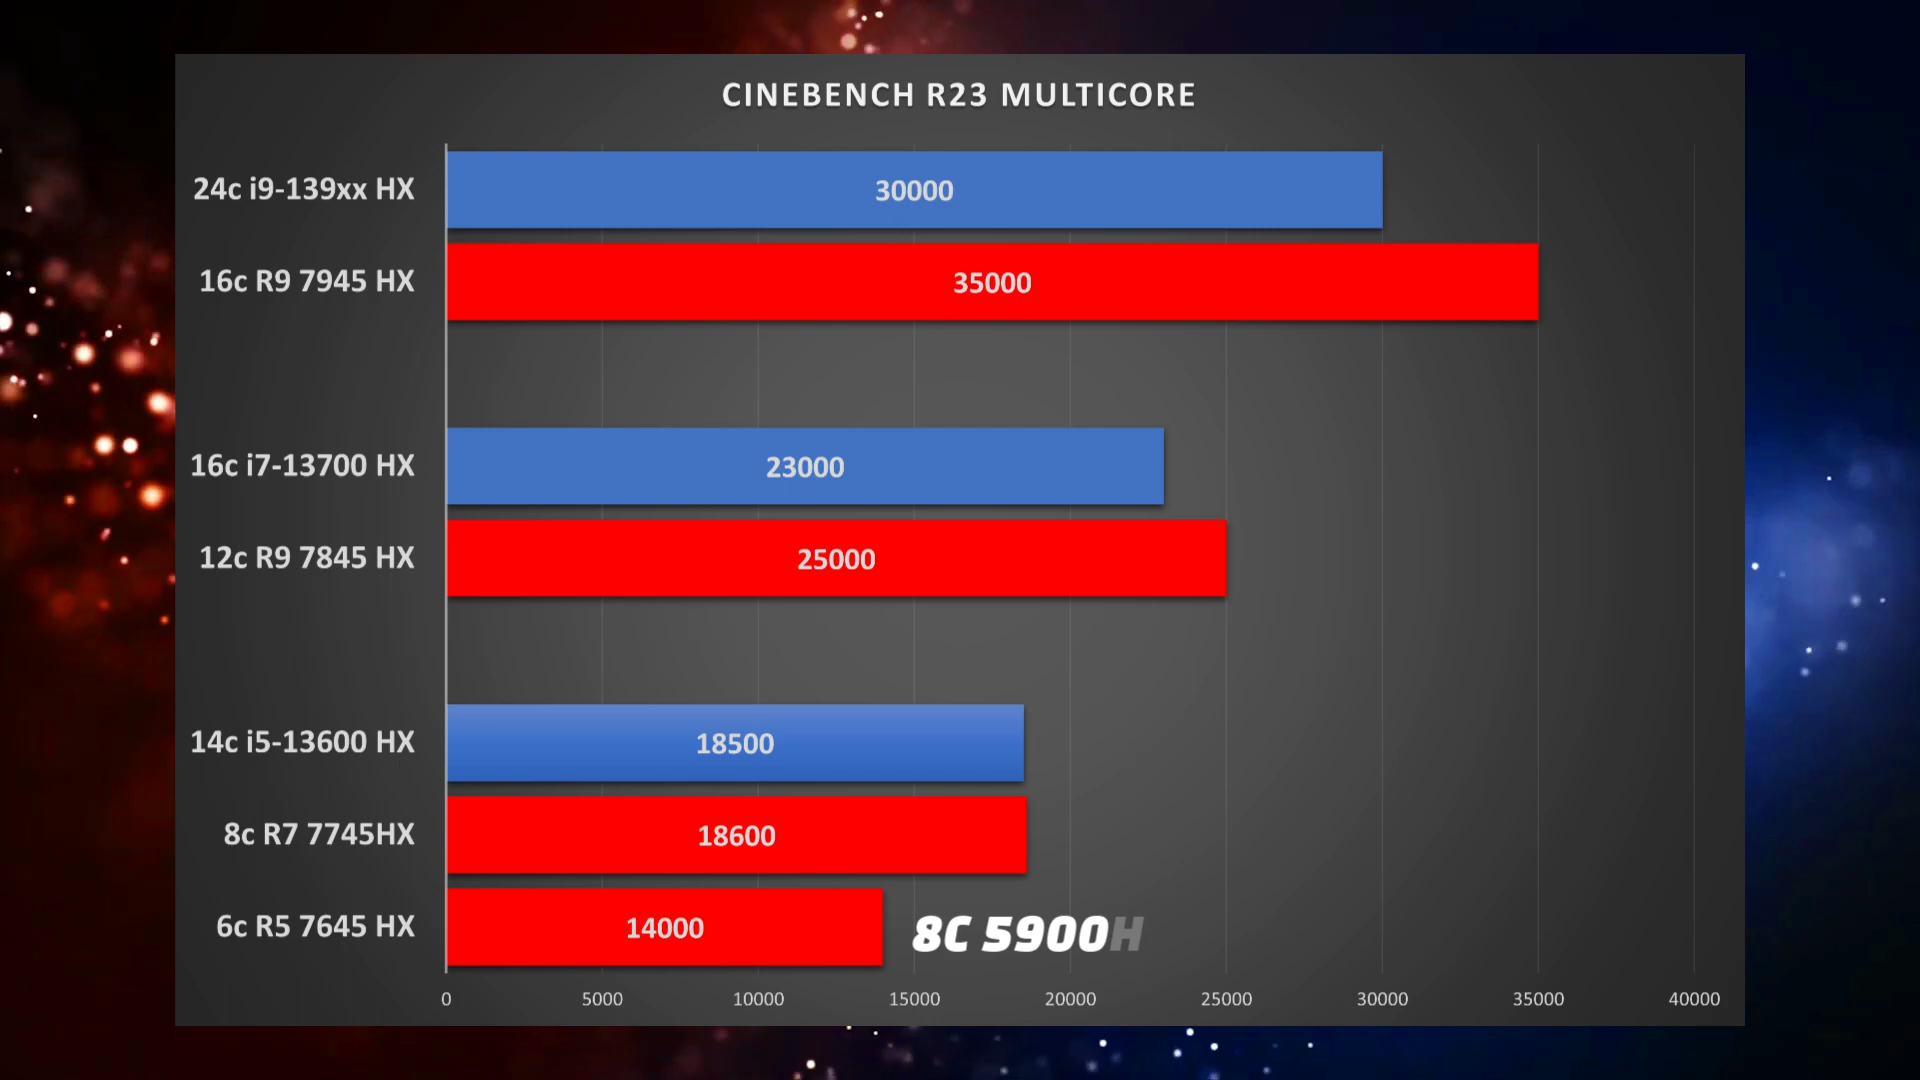 CINEBENCH R23 MULTICORE
24c i9-139xx HX
30000
16c R9 7945 HX
35000
16c i7-13700 HX
23000
12c R9 7845 HX
25000
14c i5-13600 HX
18500
8c R7 7745HX
18600
6c R5 7645 HX
14000
8C 5900H
0 5000 10000 15000 20000 25000 30000 35000 40000